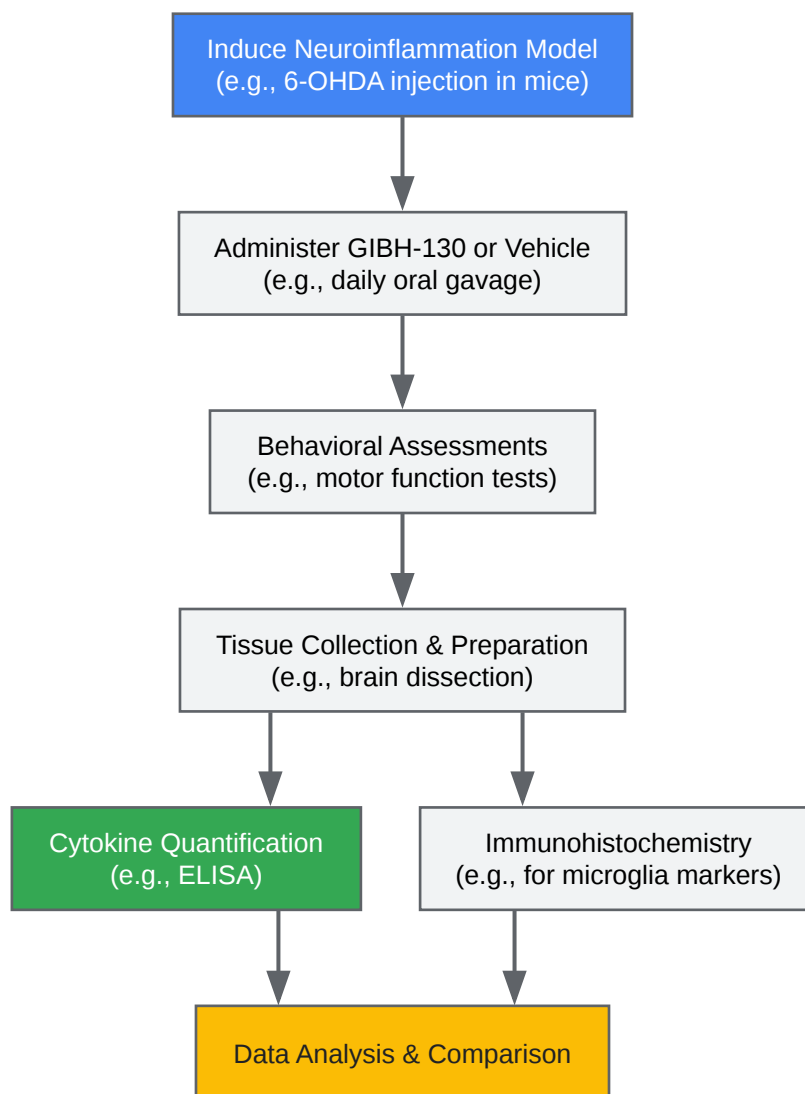 Induce Neuroinflammation Model
(e.g., 6-OHDA injection in mice)
Administer GIBH-130 or Vehicle
(e.g., daily oral gavage)
Behavioral Assessments
(e.g., motor function tests)
Tissue Collection & Preparation
(e.g., brain dissection)
Cytokine Quantification
(e.g., ELISA)
Immunohistochemistry
(e.g., for microglia markers)
Data Analysis & Comparison